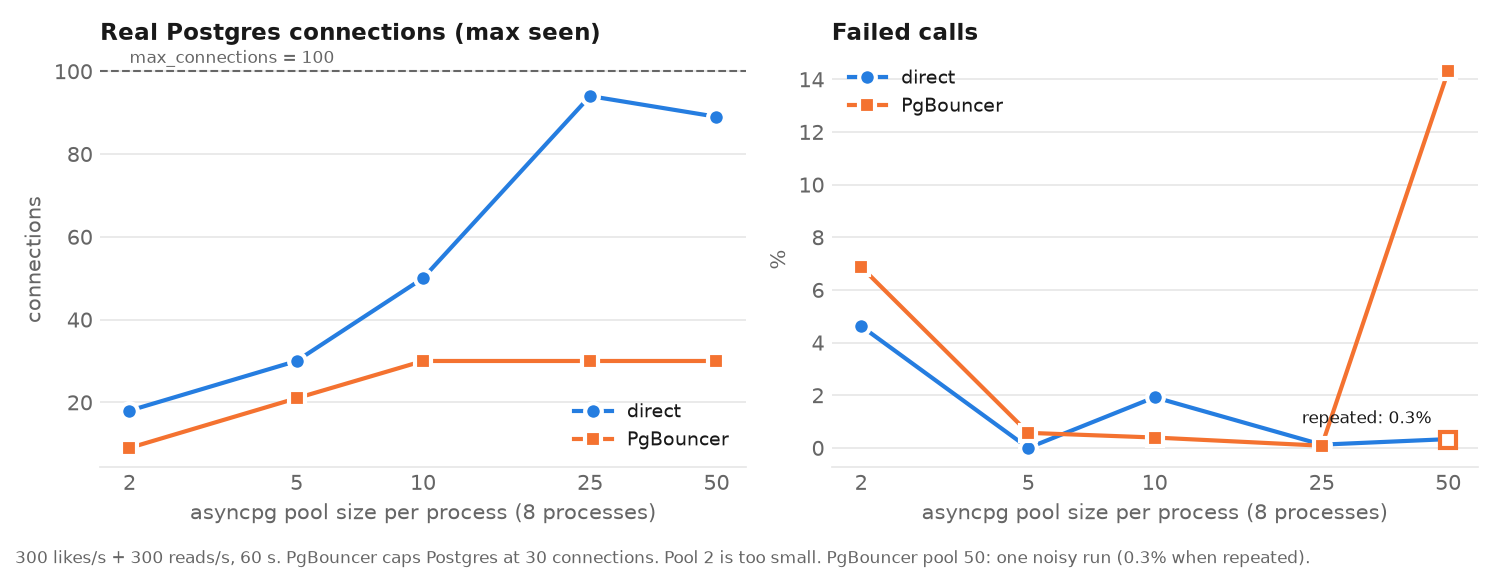 Real Postgres connections (max seen)
max_connections = 100
100
80
60
40
20
connections
direct
PgBouncer
2 5 10 25 50
asyncpg pool size per process (8 processes)
Failed calls
direct
PgBouncer
14
12
10
8
6
4
2
0
%
repeated: 0.3%
2 5 10 25 50
asyncpg pool size per process (8 processes)
300 likes/s + 300 reads/s, 60 s. PgBouncer caps Postgres at 30 connections. Pool 2 is too small. PgBouncer pool 50: one noisy run (0.3% when repeated).